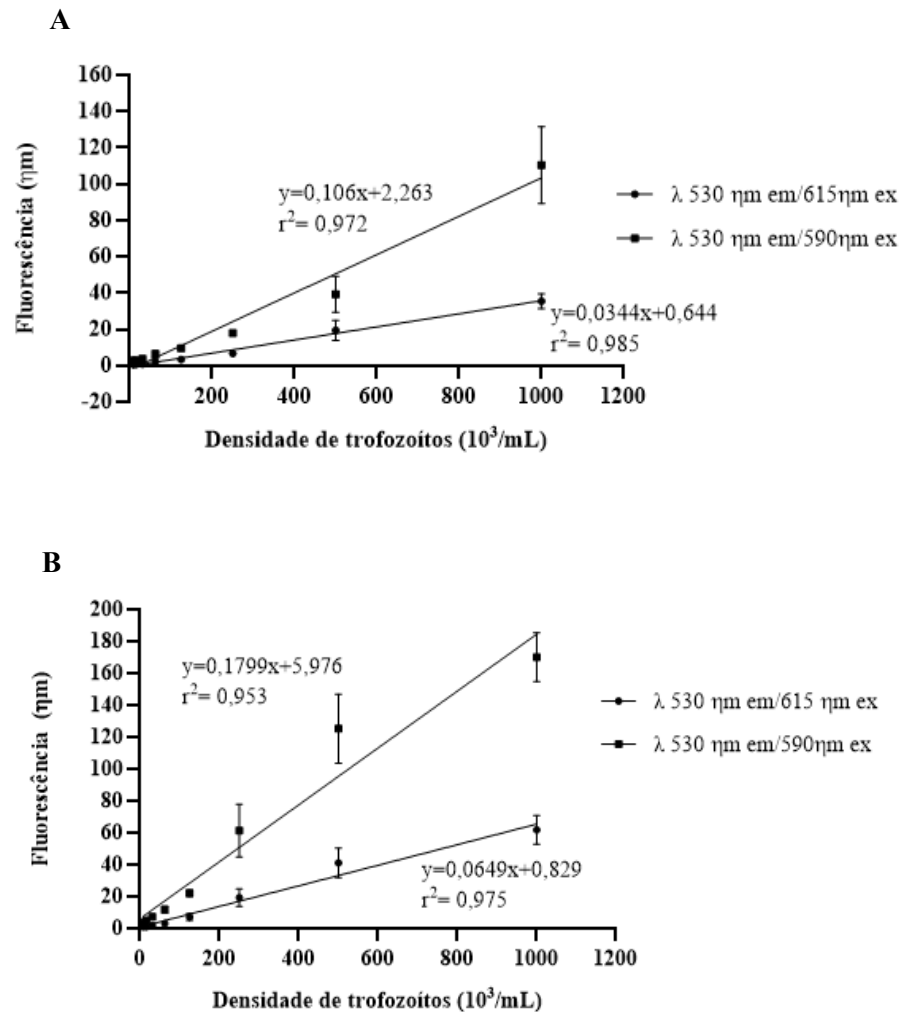 A
160
140
120
100
80
60
40
20
0
-20
Fluorescência (ηm)
y=0,106x+2,263
r²= 0,972
λ 530 ηm em/615ηm ex
λ 530 ηm em/590ηm ex
y=0,0344x+0,644
r²= 0,985
200 400 600 800 1000 1200
Densidade de trofozoítos (10³/mL)
B
200
180
160
140
120
100
80
60
40
20
0
Fluorescência (ηm)
y=0,1799x+5,976
r²= 0,953
λ 530 ηm em/615 ηm ex
λ 530 ηm em/590ηm ex
y=0,0649x+0,829
r²= 0,975
0 200 400 600 800 1000 1200
Densidade de trofozoítos (10³/mL)